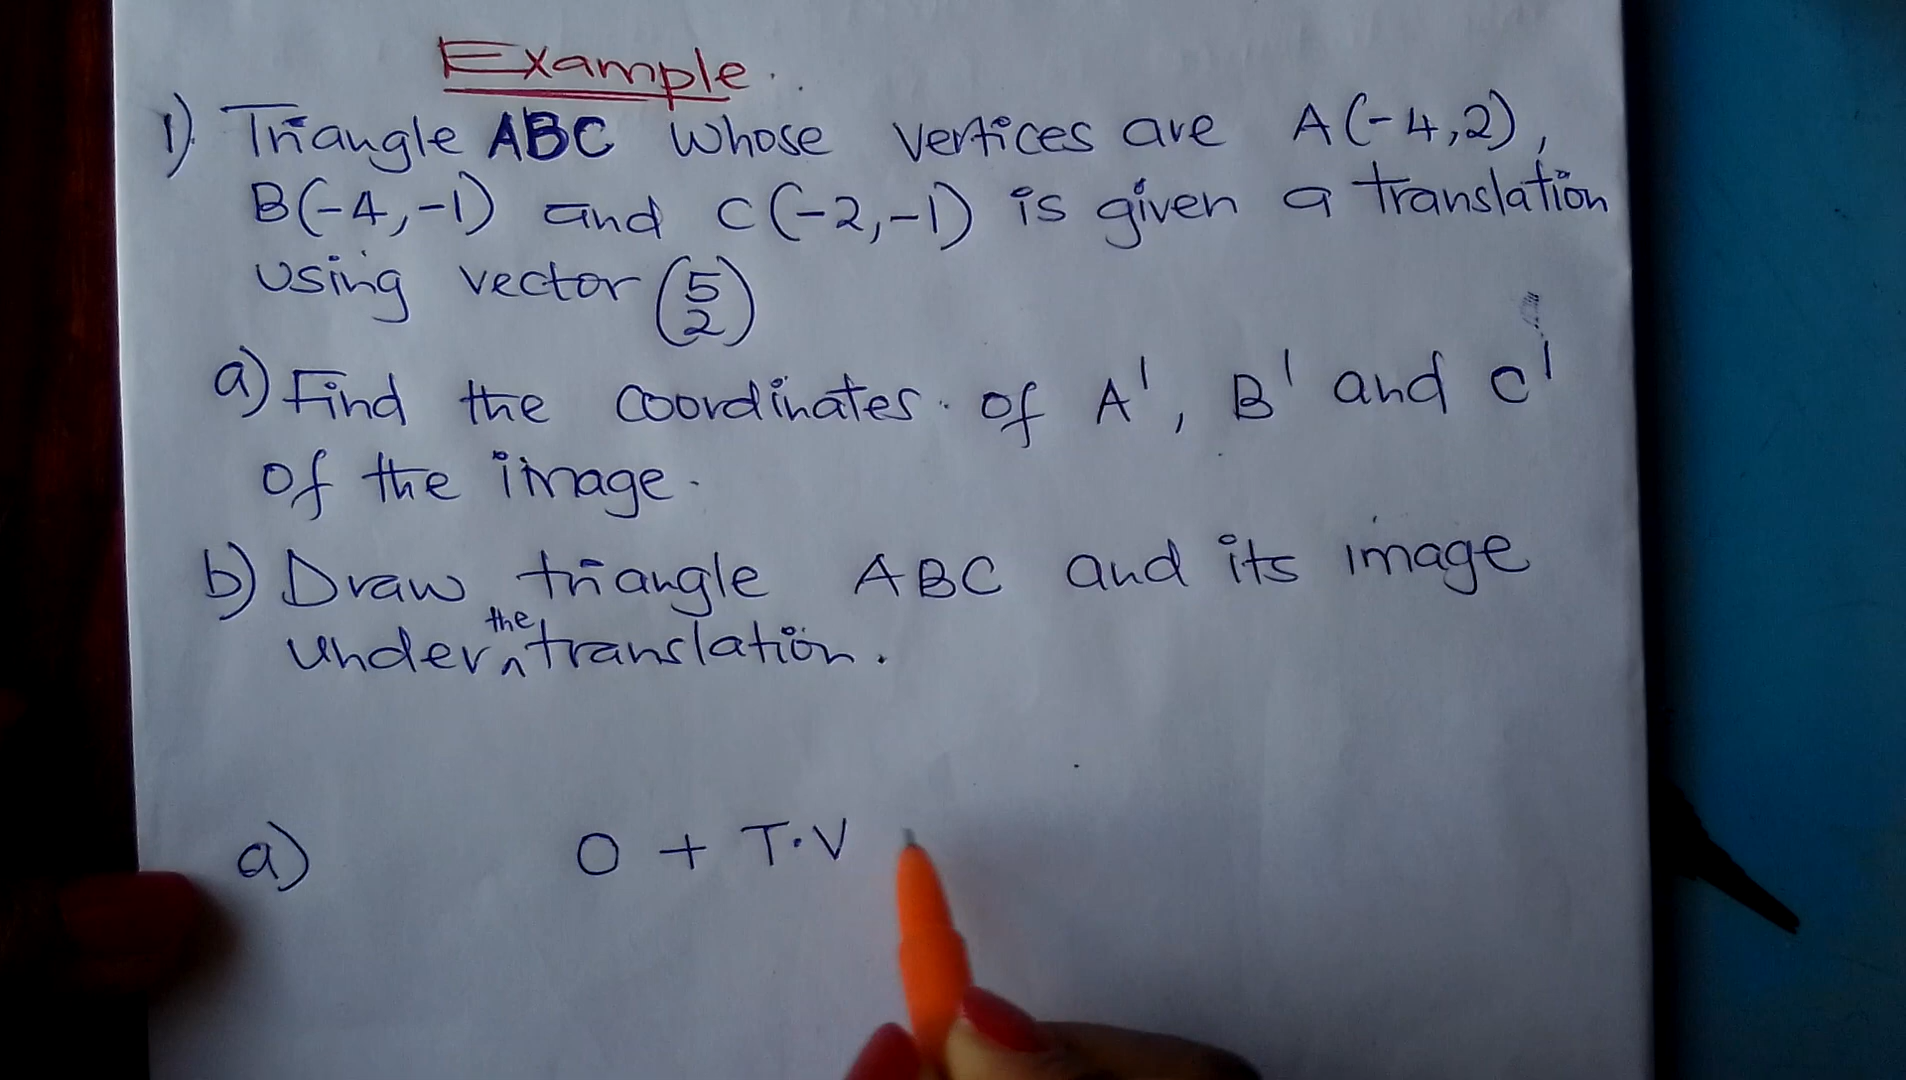 Example.
1) Triangle ABC whose vertices are A(-4,2),
B(-4,-1) and C(-2,-1) is given a translation
using vector (5
2)
a) Find the coordinates of A', B' and C'
of the image.
b) Draw triangle ABC and its image
under the translation.
a) O + T.V